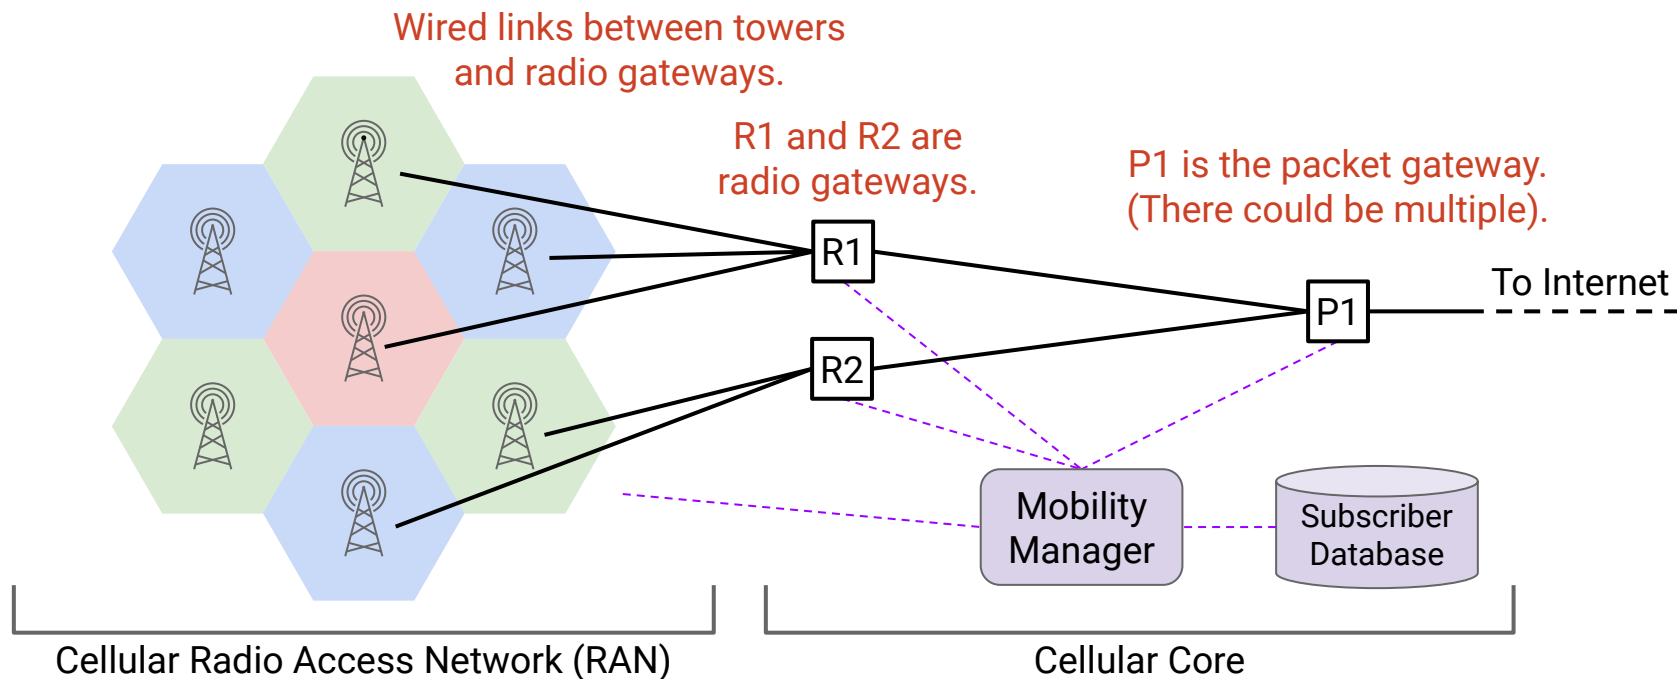 Wired links between towers
and radio gateways.
R1 and R2 are
radio gateways.
P1 is the packet gateway.
(There could be multiple).
R1
To Internet
P1
R2
Mobility
Manager
Subscriber
Database
Cellular Radio Access Network (RAN)
Cellular Core